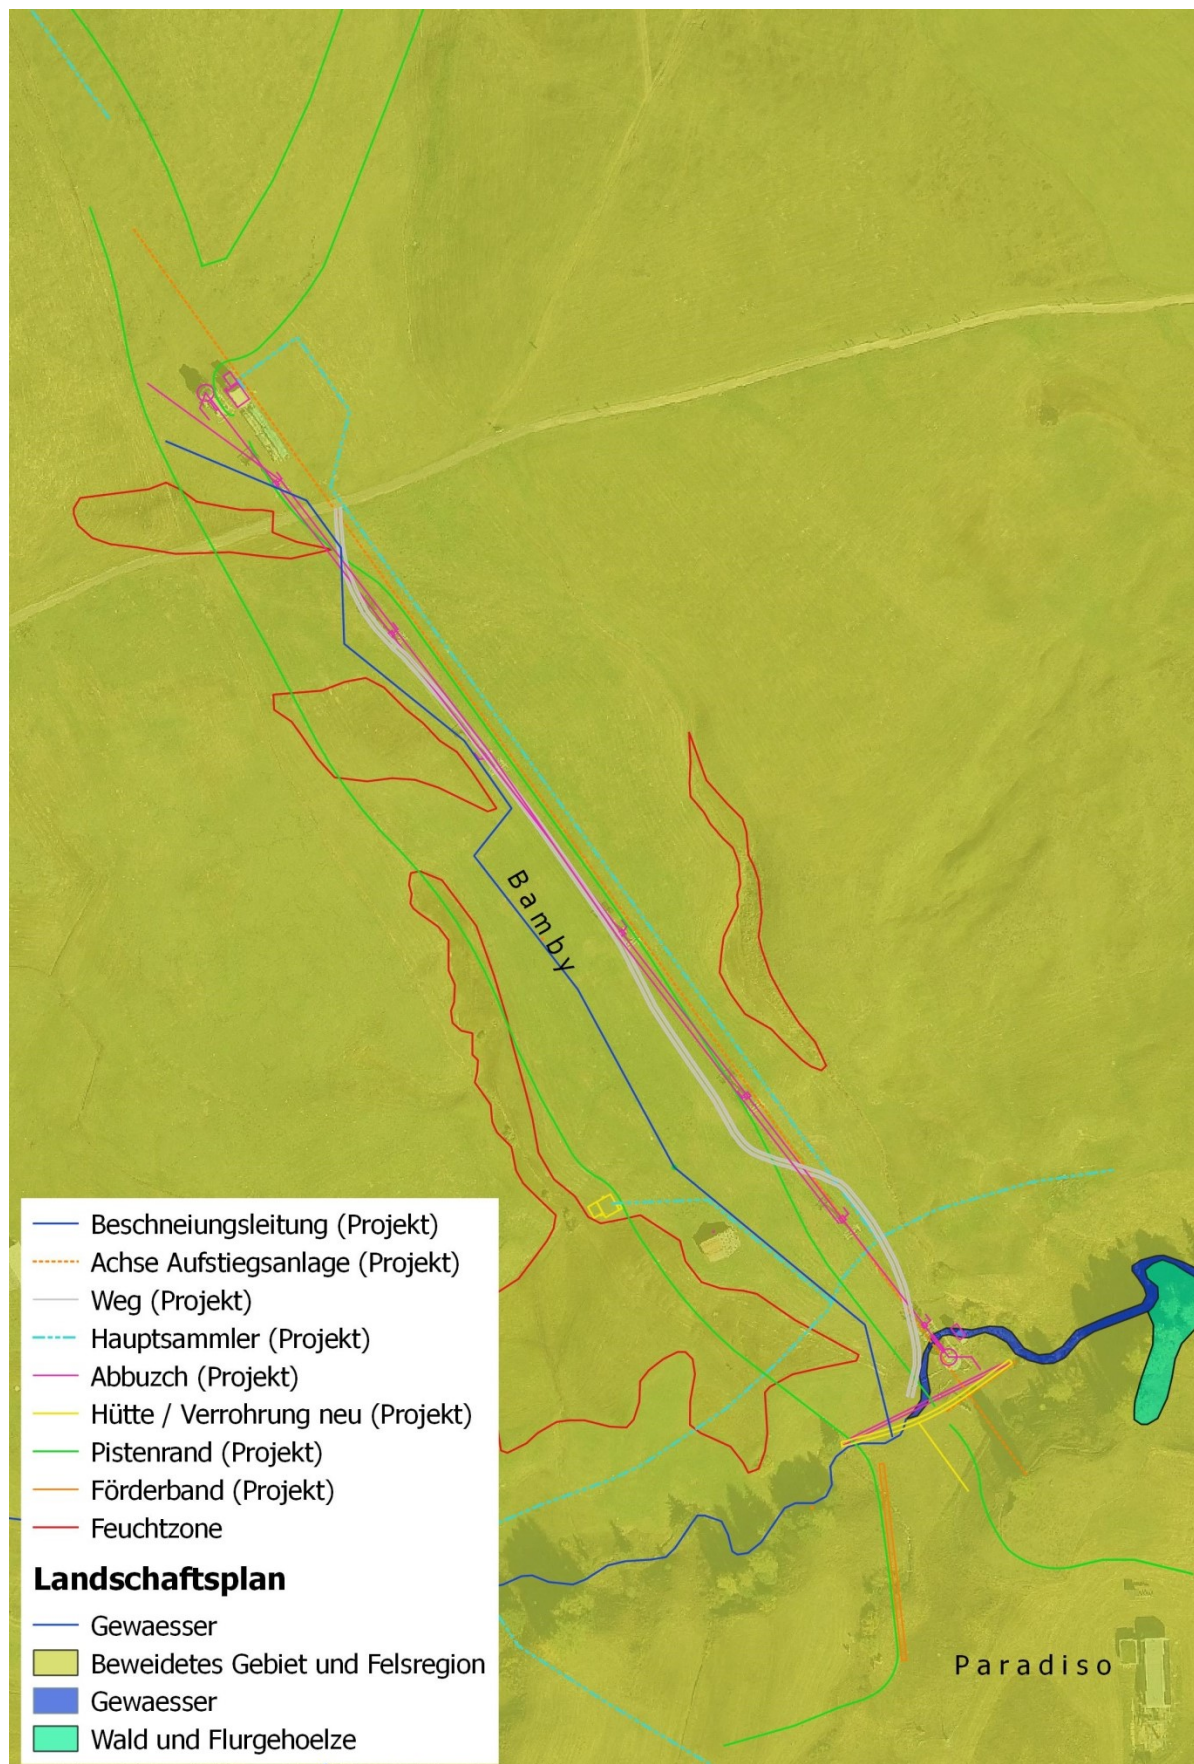 Bamby
Beschneiungsleitung (Projekt)
Achse Aufstiegsanlage (Projekt)
Weg (Projekt)
Hauptsammler (Projekt)
Abbuzch (Projekt)
Hütte / Verrohrung neu (Projekt)
Pistenrand (Projekt)
Förderband (Projekt)
Feuchtzone
Landschaftsplan
Gewaesser
Beweidetes Gebiet und Felsregion
Gewaesser
Wald und Flurgehoelze
Paradiso